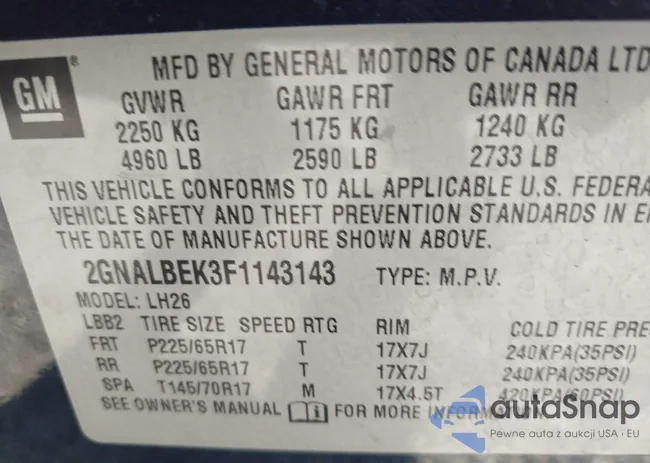 GM ®
MFD BY GENERAL MOTORS OF CANADA LTD
GVWR GAWR FRT GAWR RR
2250 KG 1175 KG 1240 KG
4960 LB 2590 LB 2733 LB
THIS VEHICLE CONFORMS TO ALL APPLICABLE U.S. FEDERA
VEHICLE SAFETY AND THEFT PREVENTION STANDARDS IN E
THE DATE OF MANUFACTURE SHOWN ABOVE.
2GNALBEK3F1143143 TYPE: M.P.V.
MODEL: LH26
LBB2 TIRE SIZE SPEED RTG RIM COLD TIRE PRE
FRT P225/65R17 T 17X7J 240KPA(35PSI)
RR P225/65R17 T 17X7J 240KPA(35PSI)
SPA T145/70R17 M 17X4.5T 420KPA(60PSI)
SEE OWNER'S MANUAL i FOR MORE INFORMA
autoSnap
Pewne auta z aukcji USA • EU